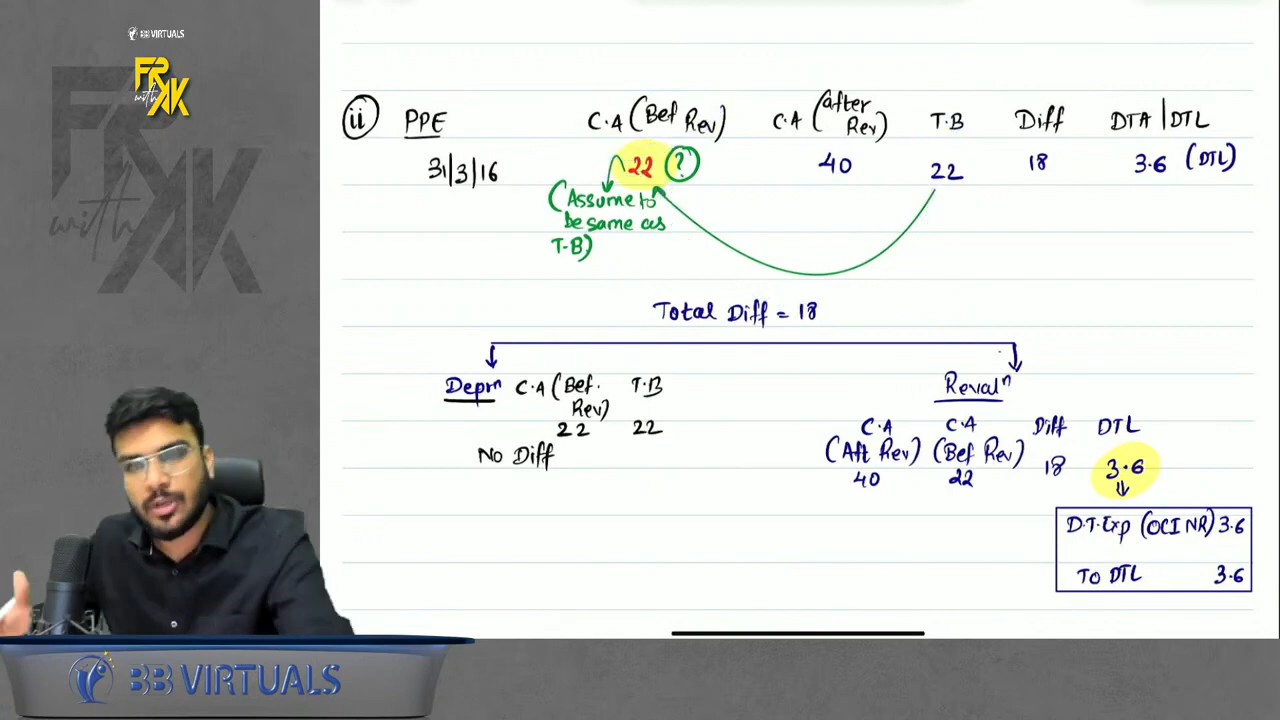 BB VIRTUALS
FR
with
AK
FR
with
AK
ii PPE C.A (Bef Rev) C.A (after Rev) T.B Diff DTA | DTL
31/3/16 22 ? 40 22 18 3.6 (DTL)
(Assume to
be same as
T.B)
Total Diff = 18
Deprn C.A (Bef. Rev) T.B
22 22
No Diff
Revaln
C.A (Aft Rev) C.A (Bef Rev) Diff DTL
40 22 18 3.6
D.T. Exp (OCI NR) 3.6
To DTL 3.6
BB VIRTUALS